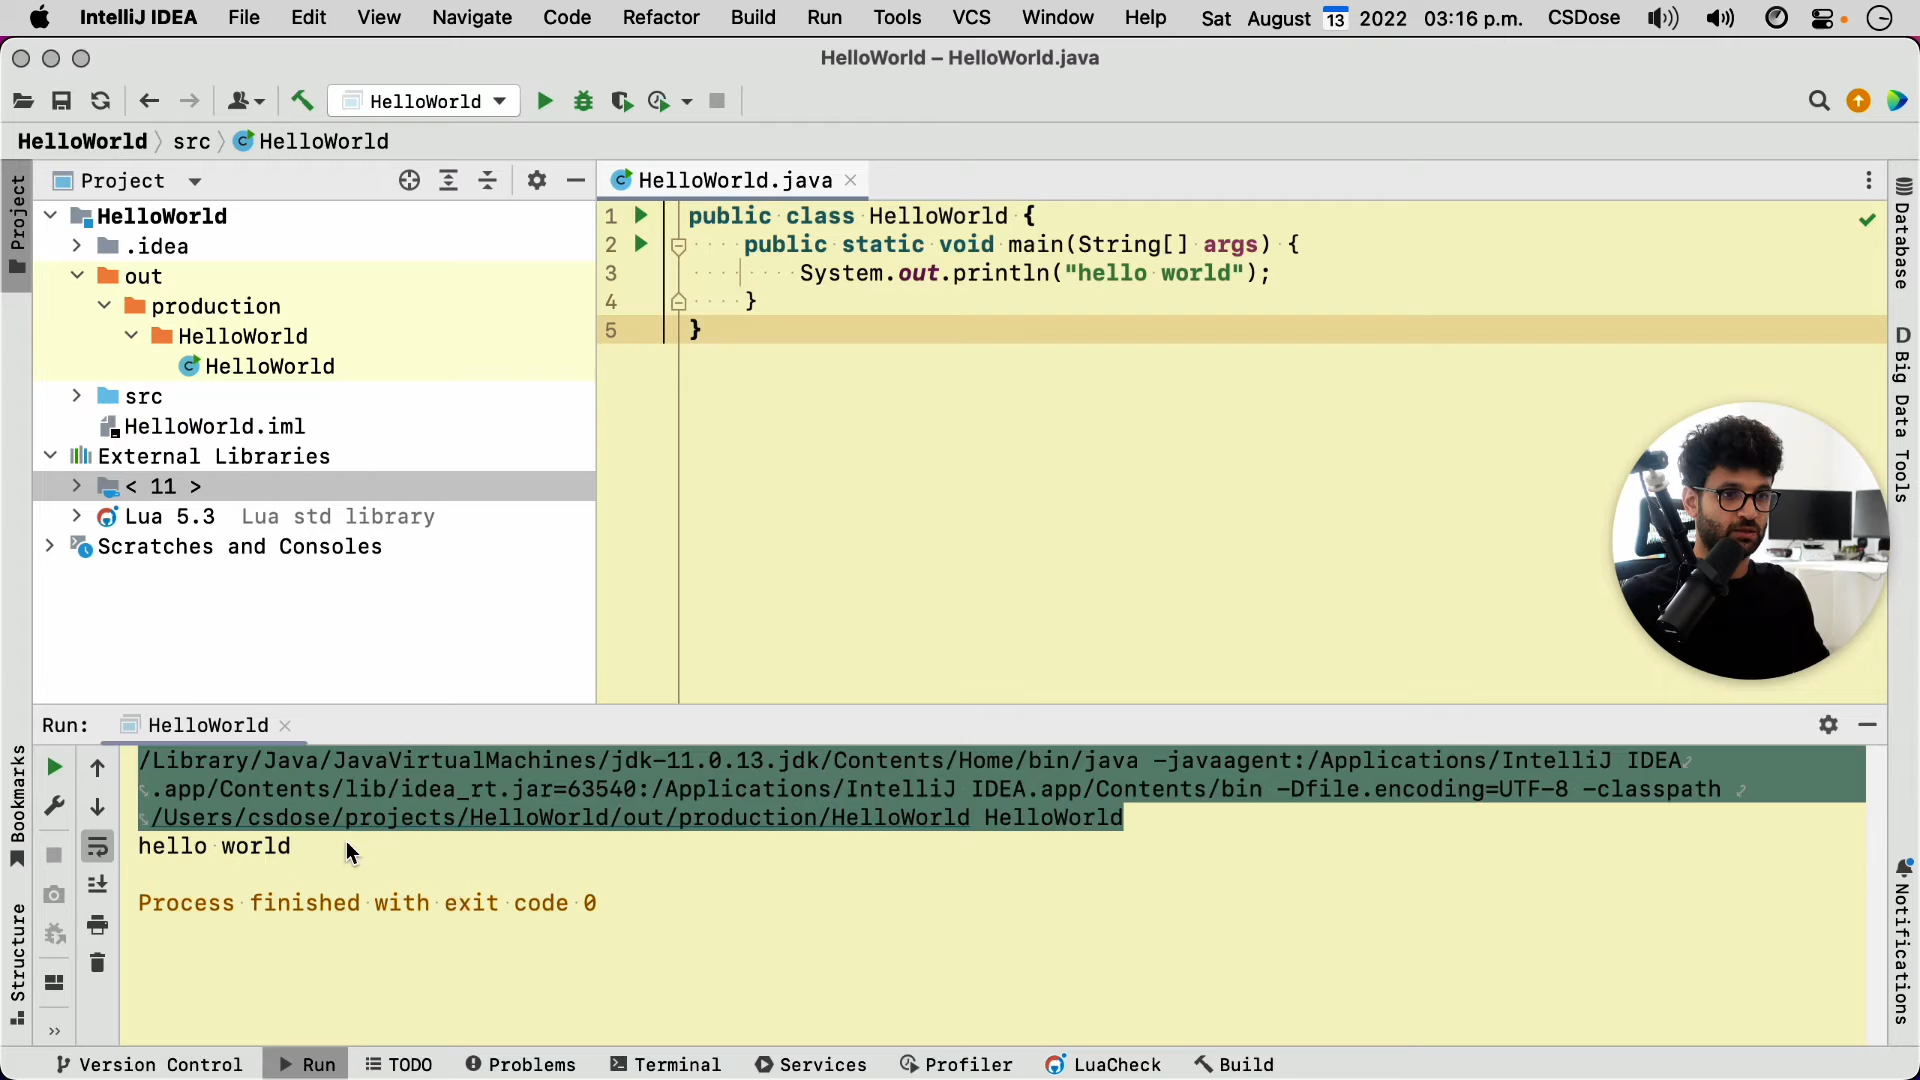 IntelliJ IDEA File Edit View Navigate Code Refactor Build Run Tools VCS Window Help Sat August 13 2022 03:16 p.m. CSDose
HelloWorld – HelloWorld.java
HelloWorld
HelloWorld src HelloWorld
Project
HelloWorld.java
Project
HelloWorld
.idea
out
production
HelloWorld
HelloWorld
src
HelloWorld.iml
External Libraries
< 11 >
Lua 5.3 Lua std library
Scratches and Consoles
1 public class HelloWorld {
2 public static void main(String[] args) {
3 System.out.println("hello world");
4 }
5 }
Database
D Big Data Tools
Run: HelloWorld
/Library/Java/JavaVirtualMachines/jdk-11.0.13.jdk/Contents/Home/bin/java -javaagent:/Applications/IntelliJ IDEA
.app/Contents/lib/idea_rt.jar=63540:/Applications/IntelliJ IDEA.app/Contents/bin -Dfile.encoding=UTF-8 -classpath
/Users/csdose/projects/HelloWorld/out/production/HelloWorld HelloWorld
hello world
Process finished with exit code 0
Bookmarks
Structure
Notifications
Version Control Run TODO Problems Terminal Services Profiler LuaCheck Build